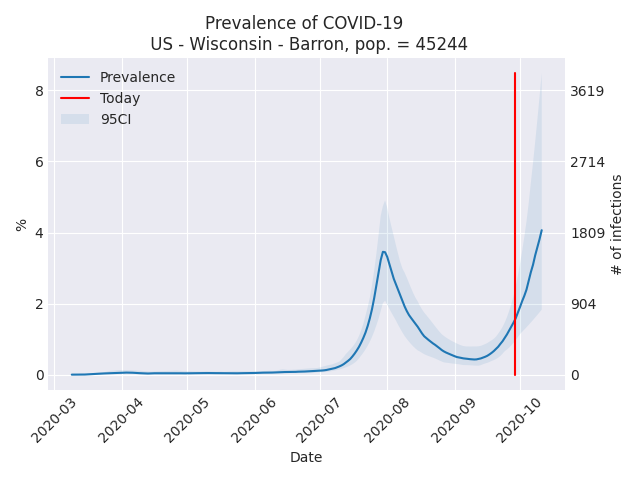 Prevalence of COVID-19
US - Wisconsin - Barron, pop. = 45244
Prevalence
Today
95CI
8
6
4
2
0
%
3619
2714
1809
904
0
# of infections
2020-03
2020-04
2020-05
2020-06
2020-07
2020-08
2020-09
2020-10
Date